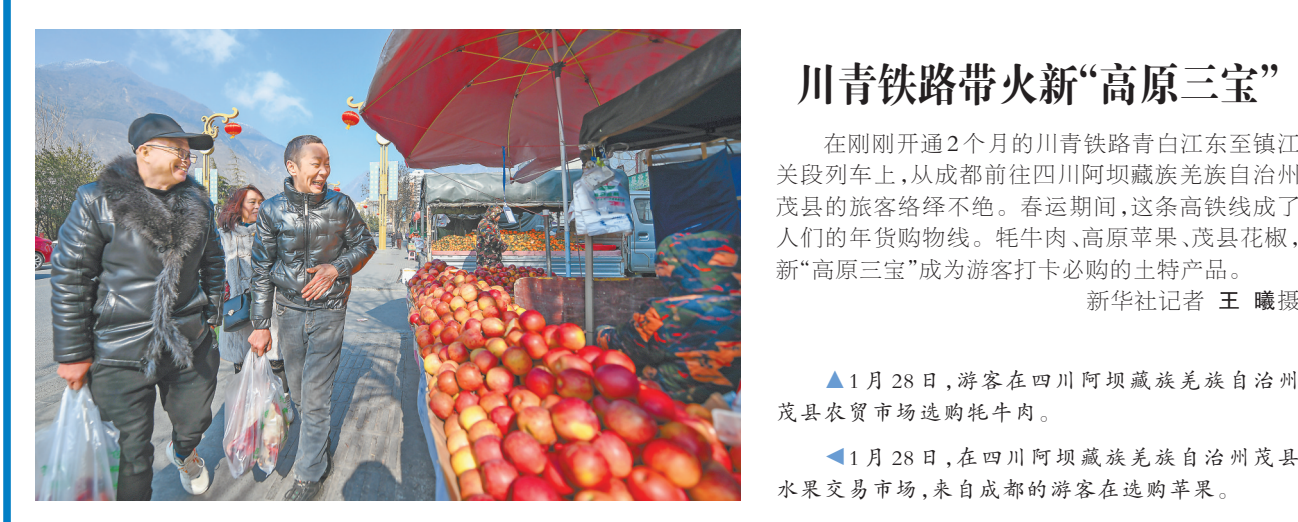 川青铁路带火新“高原三宝”
在刚刚开通2个月的川青铁路青白江东至镇江
关段列车上,从成都前往四川阿坝藏族羌族自治州
茂县的旅客络绎不绝。春运期间,这条高铁线成了
人们的年货购物线。牦牛肉、高原苹果、茂县花椒,
新“高原三宝”成为游客打卡必购的土特产品。
新华社记者 王 曦摄
▲1月28日,游客在四川阿坝藏族羌族自治州
茂县农贸市场选购牦牛肉。
◀1月28日,在四川阿坝藏族羌族自治州茂县
水果交易市场,来自成都的游客在选购苹果。